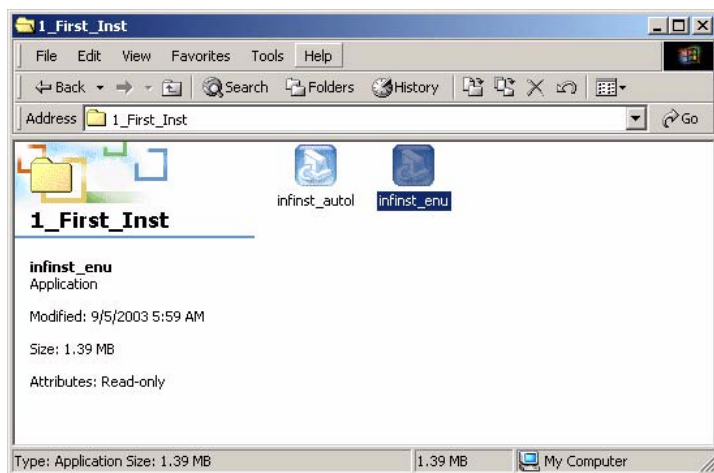 1_First_Inst
File Edit View Favorites Tools Help
Back Search Folders History
Address 1_First_Inst Go
infinst_autol infinst_enu
1_First_Inst
infinst_enu
Application
Modified: 9/5/2003 5:59 AM
Size: 1.39 MB
Attributes: Read-only
Type: Application Size: 1.39 MB 1.39 MB My Computer